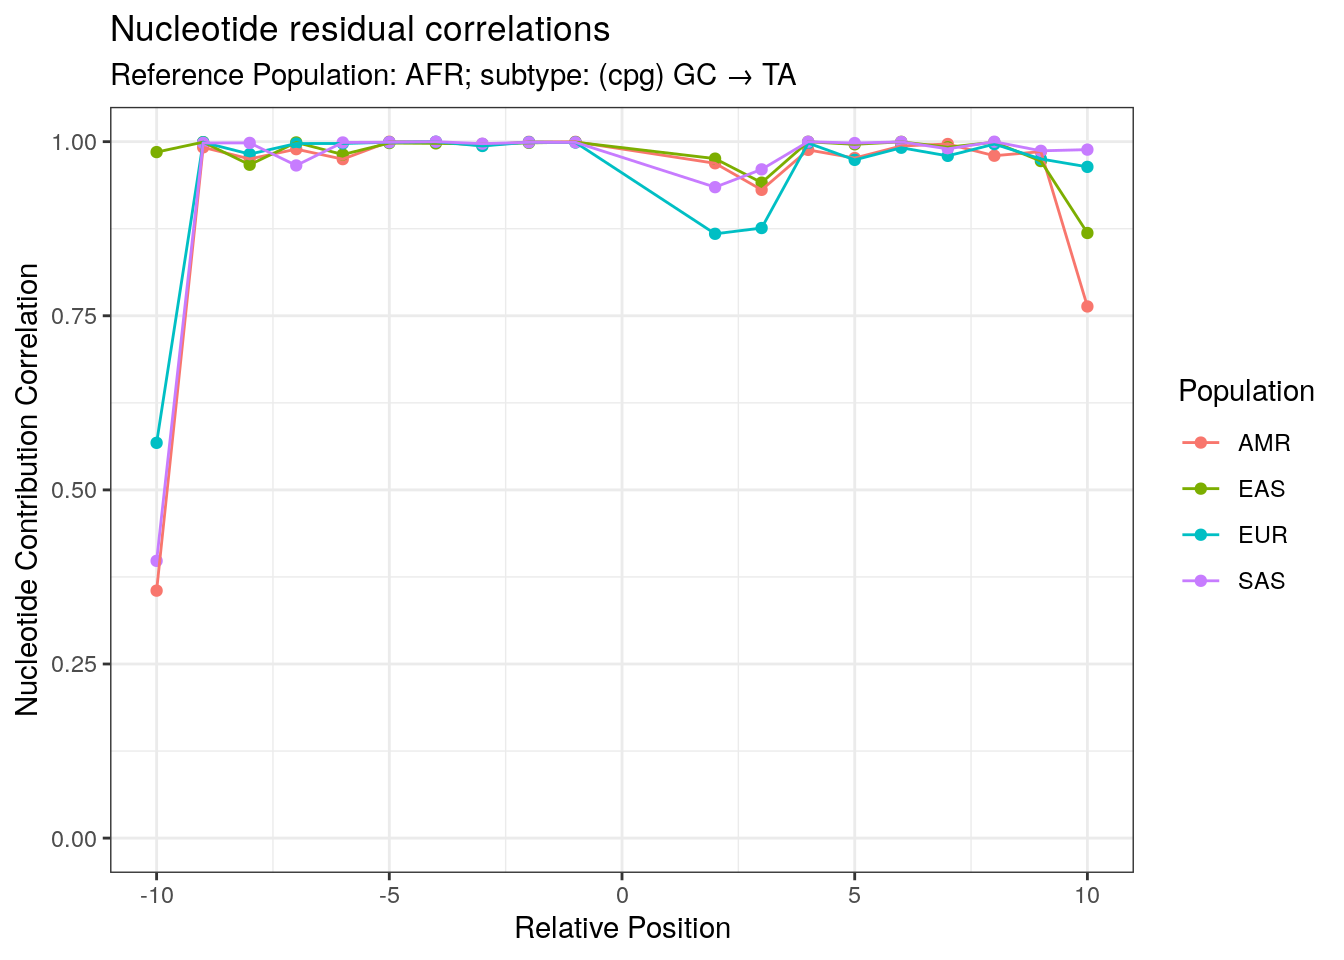 Nucleotide residual correlations
Reference Population: AFR; subtype: (cpg) GC → TA
Nucleotide Contribution Correlation
1.00
0.75
0.50
0.25
0.00
-10 -5 0 5 10
Relative Position
Population
AMR
EAS
EUR
SAS